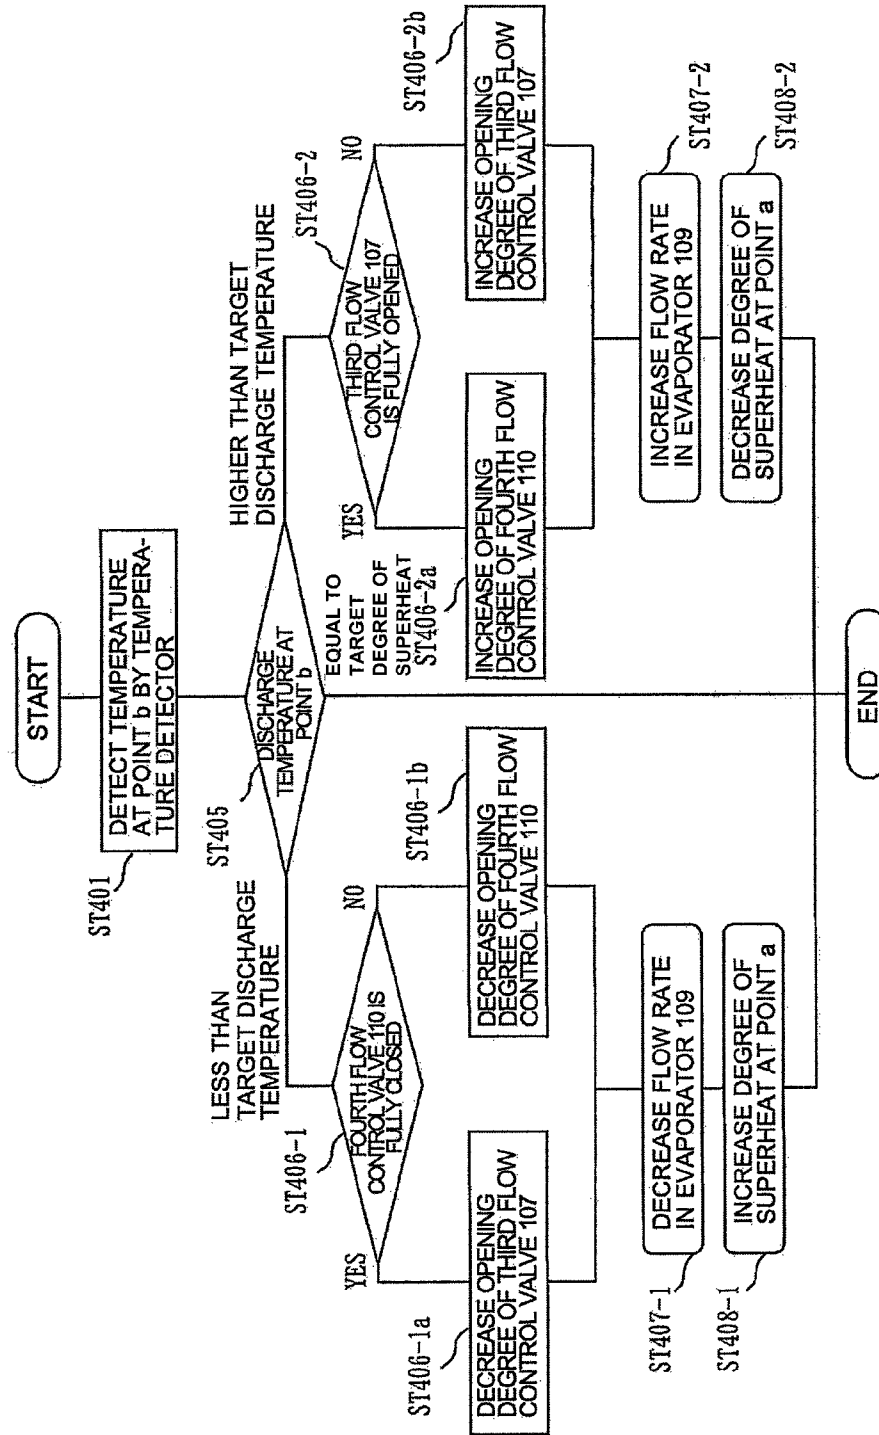 START
ST401
DETECT TEMPERATURE
AT POINT b BY TEMPERA-
TURE DETECTOR
ST405
DISCHARGE
TEMPERATURE AT
POINT b
LESS THAN
TARGET DISCHARGE
TEMPERATURE
HIGHER THAN TARGET
DISCHARGE TEMPERATURE
EQUAL TO
TARGET
DEGREE OF
SUPERHEAT
ST406-1
FOURTH FLOW
CONTROL VALVE 110 IS
FULLY CLOSED
YES
NO
ST406-2
THIRD FLOW
CONTROL VALVE 107
IS FULLY OPENED
YES
NO
ST406-1a
DECREASE OPENING
DEGREE OF THIRD FLOW
CONTROL VALVE 107
ST406-1b
DECREASE OPENING
DEGREE OF FOURTH FLOW
CONTROL VALVE 110
ST406-2a
INCREASE OPENING
DEGREE OF FOURTH FLOW
CONTROL VALVE 110
ST406-2b
INCREASE OPENING
DEGREE OF THIRD FLOW
CONTROL VALVE 107
ST407-1
DECREASE FLOW RATE
IN EVAPORATOR 109
ST407-2
INCREASE FLOW RATE
IN EVAPORATOR 109
ST408-1
INCREASE DEGREE OF
SUPERHEAT AT POINT a
ST408-2
DECREASE DEGREE OF
SUPERHEAT AT POINT a
END